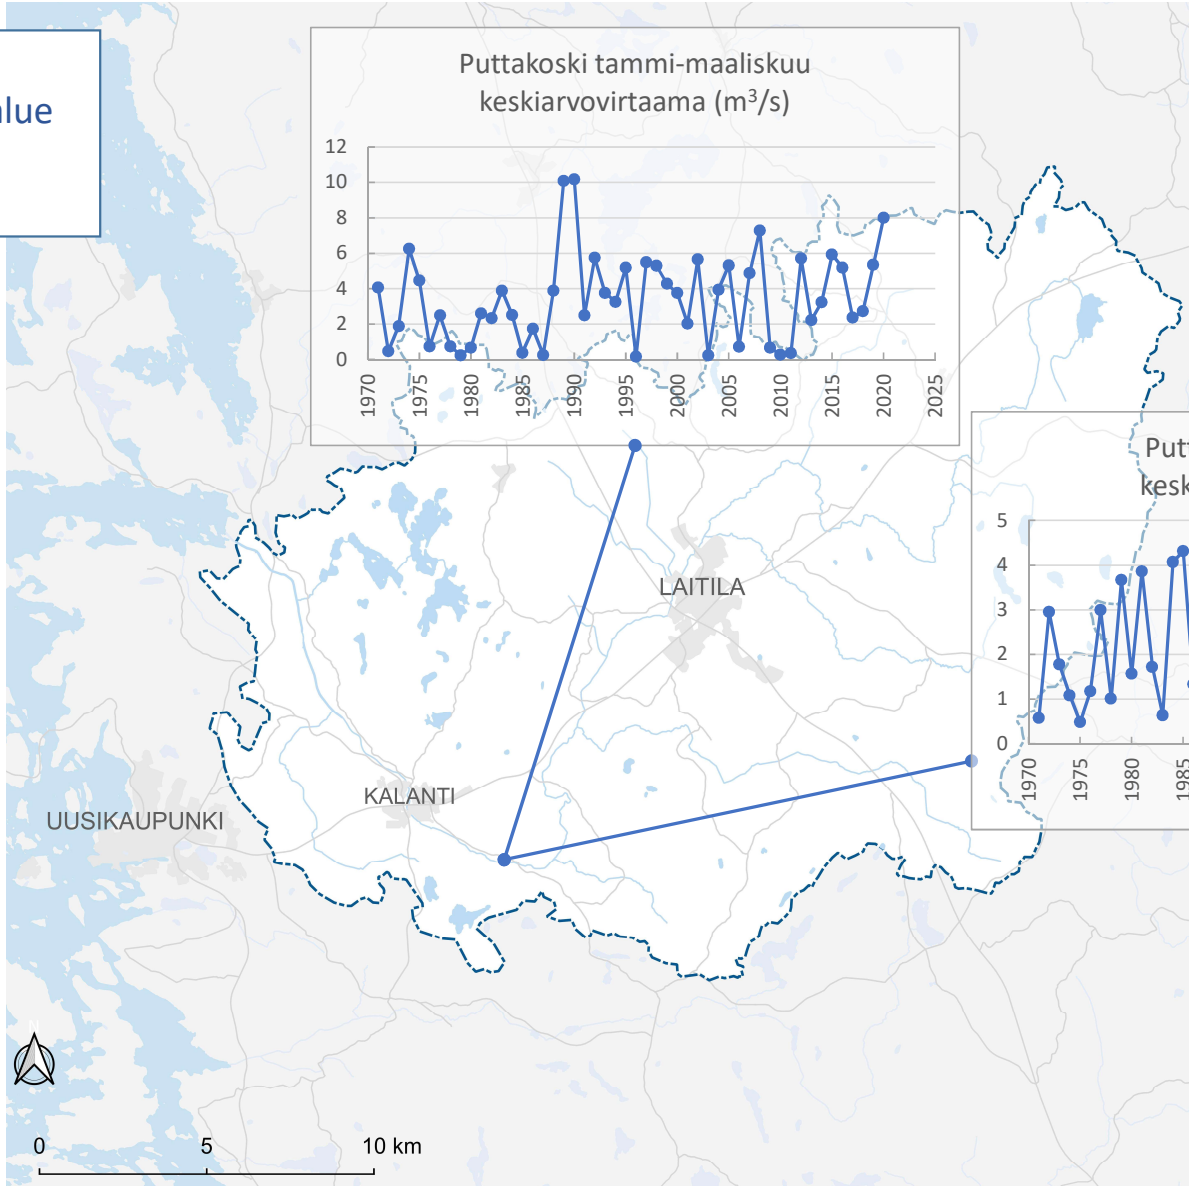 lue
Puttakoski tammi-maaliskuu
keskiarvovirtaama (m³/s)
12
10
8
6
4
2
0
1970 1975 1980 1985 1990 1995 2000 2005 2010 2015 2020 2025
Putt
kesk
5
4
3
2
1
0
1970 1975 1980 1985
LAITILA
KALANTI
UUSIKAUPUNKI
0 5 10 km